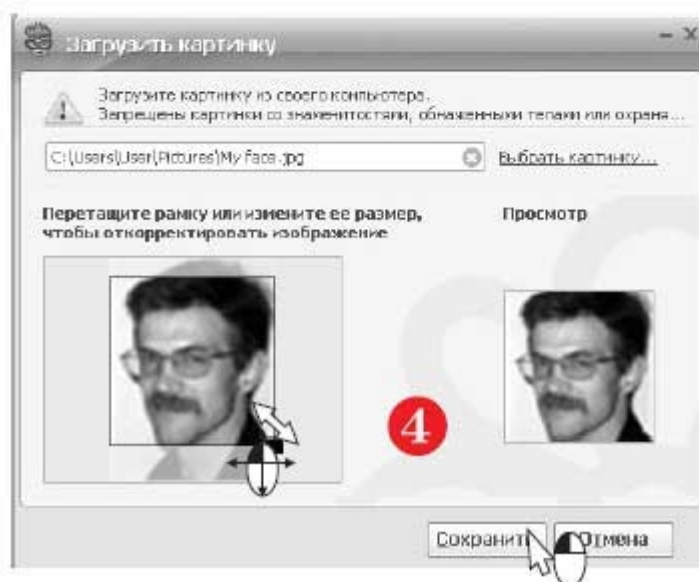 Загрузить картинку
Загрузите картинку из своего компьютера.
Запрещены картинки со знаменитостями, обнаженными телами или охраня...
C:\Users\User\Pictures\My face.jpg
Выбрать картинку...
Перетащите рамку или измените ее размер,
чтобы откорректировать изображение
Просмотр
4
Сохранить
Отмена